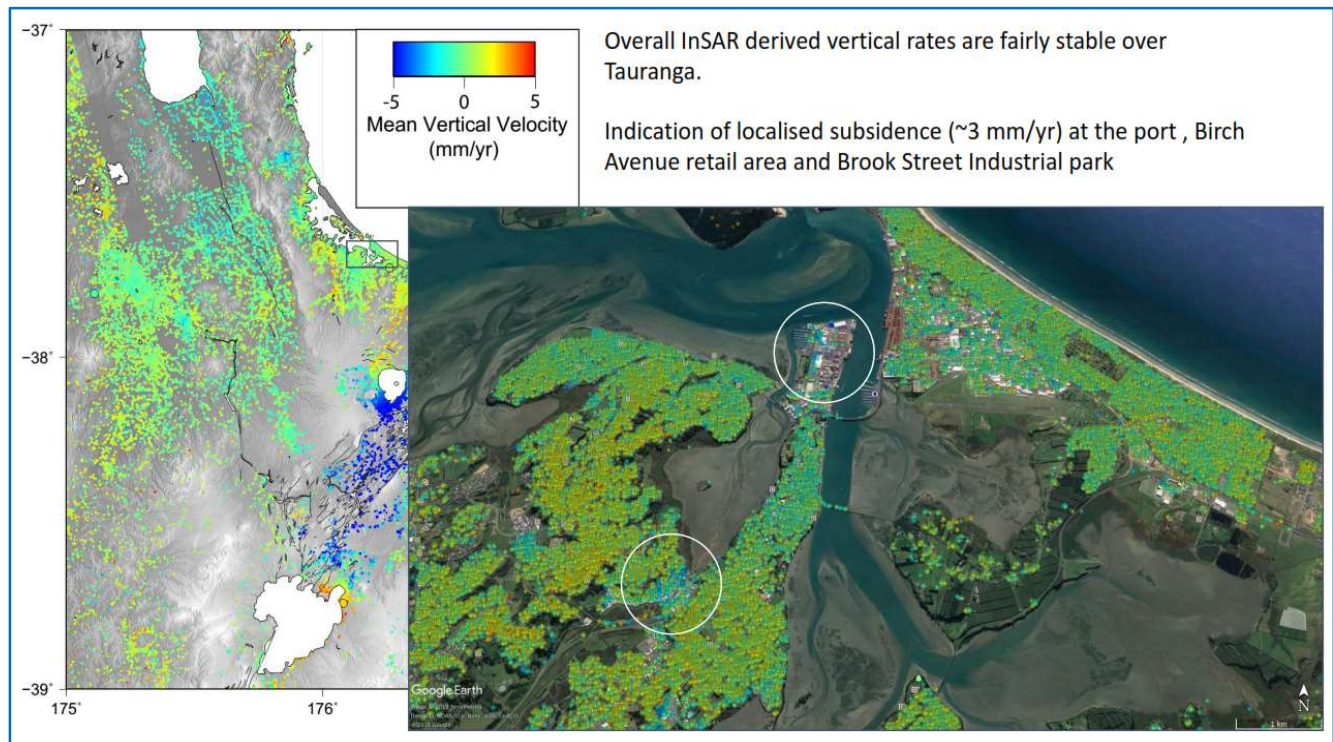 -37°
-38°
-39°
175°
176°
-5 0 5
Mean Vertical Velocity
(mm/yr)
Overall InSAR derived vertical rates are fairly stable over
Tauranga.
Indication of localised subsidence (~3 mm/yr) at the port , Birch
Avenue retail area and Brook Street Industrial park
Google Earth
N
1 km